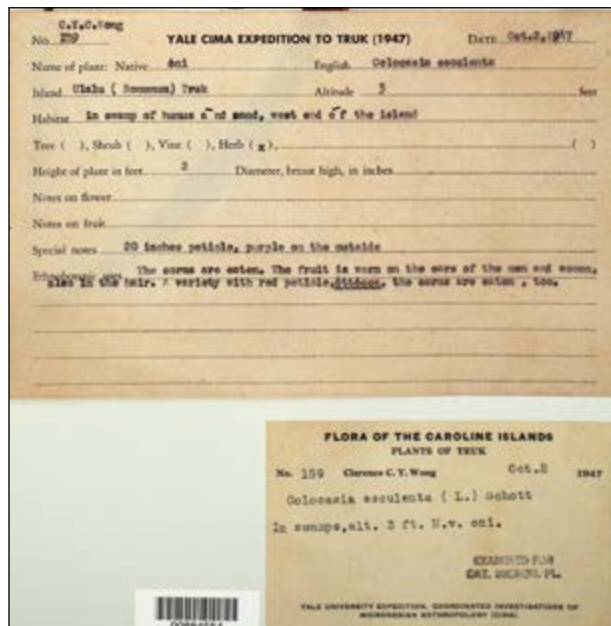 C.Y.C.Wong
No. 159 YALE CIMA EXPEDITION TO TRUK (1947) DATE Oct.2,1947
Name of plant: Native oni English Colocasia esculenta
Island Ulalu ( Romonum) Truk Altitude 3 feet
Habitat in swamp of humus and sand, west end of the island
Tree ( ), Shrub ( ), Vine ( ), Herb (x), ( )
Height of plant in feet 2 Diameter, breast high, in inches
Notes on flower
Notes on fruit
Special notes 20 inches petiole, purple on the outside
Ethnobotanic uses The corms are eaten. The fruit is worn on the ears of the men and women,
also in the hair. A variety with red petiole, the corms are eaten , too.
FLORA OF THE CAROLINE ISLANDS
PLANTS OF TRUK
No. 159 Clarence C. Y. Wong Oct.2 1947
Colocasia esculenta ( L.) Schott
In swamps,alt. 3 ft. N.v. oni.
EXAMINED FOR
CAT. MICRON. PL.
YALE UNIVERSITY EXPEDITION, COORDINATED INVESTIGATIONS OF
MICRONESIAN ANTHROPOLOGY (CIMA)